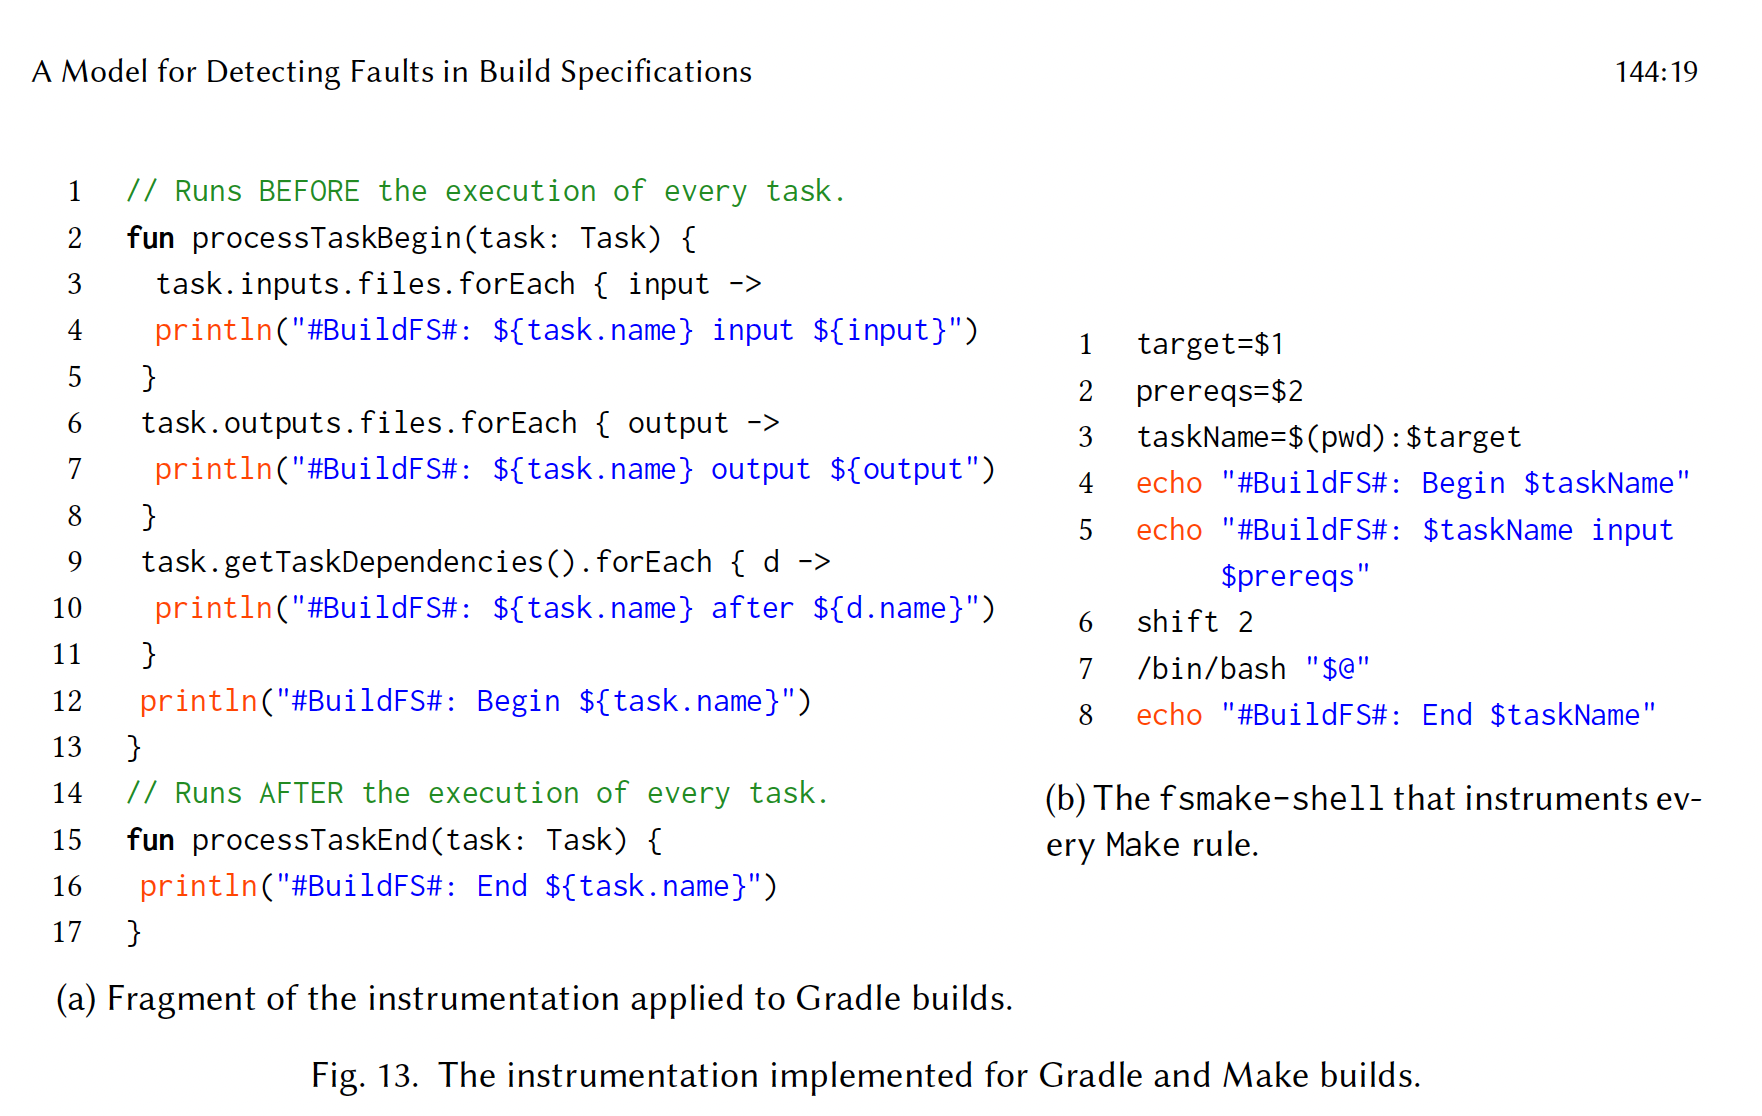 A Model for Detecting Faults in Build Specifications 144:19
1 // Runs BEFORE the execution of every task.
2 fun processTaskBegin(task: Task) {
3 task.inputs.files.forEach { input ->
4 println("#BuildFS#: ${task.name} input ${input}")
5 }
6 task.outputs.files.forEach { output ->
7 println("#BuildFS#: ${task.name} output ${output")
8 }
9 task.getTaskDependencies().forEach { d ->
10 println("#BuildFS#: ${task.name} after ${d.name}")
11 }
12 println("#BuildFS#: Begin ${task.name}")
13 }
14 // Runs AFTER the execution of every task.
15 fun processTaskEnd(task: Task) {
16 println("#BuildFS#: End ${task.name}")
17 }
(a) Fragment of the instrumentation applied to Gradle builds.
1 target=$1
2 prereqs=$2
3 taskName=$(pwd):$target
4 echo "#BuildFS#: Begin $taskName"
5 echo "#BuildFS#: $taskName input
$prereqs"
6 shift 2
7 /bin/bash "$@"
8 echo "#BuildFS#: End $taskName"
(b) The fsmake-shell that instruments ev-
ery Make rule.
Fig. 13. The instrumentation implemented for Gradle and Make builds.